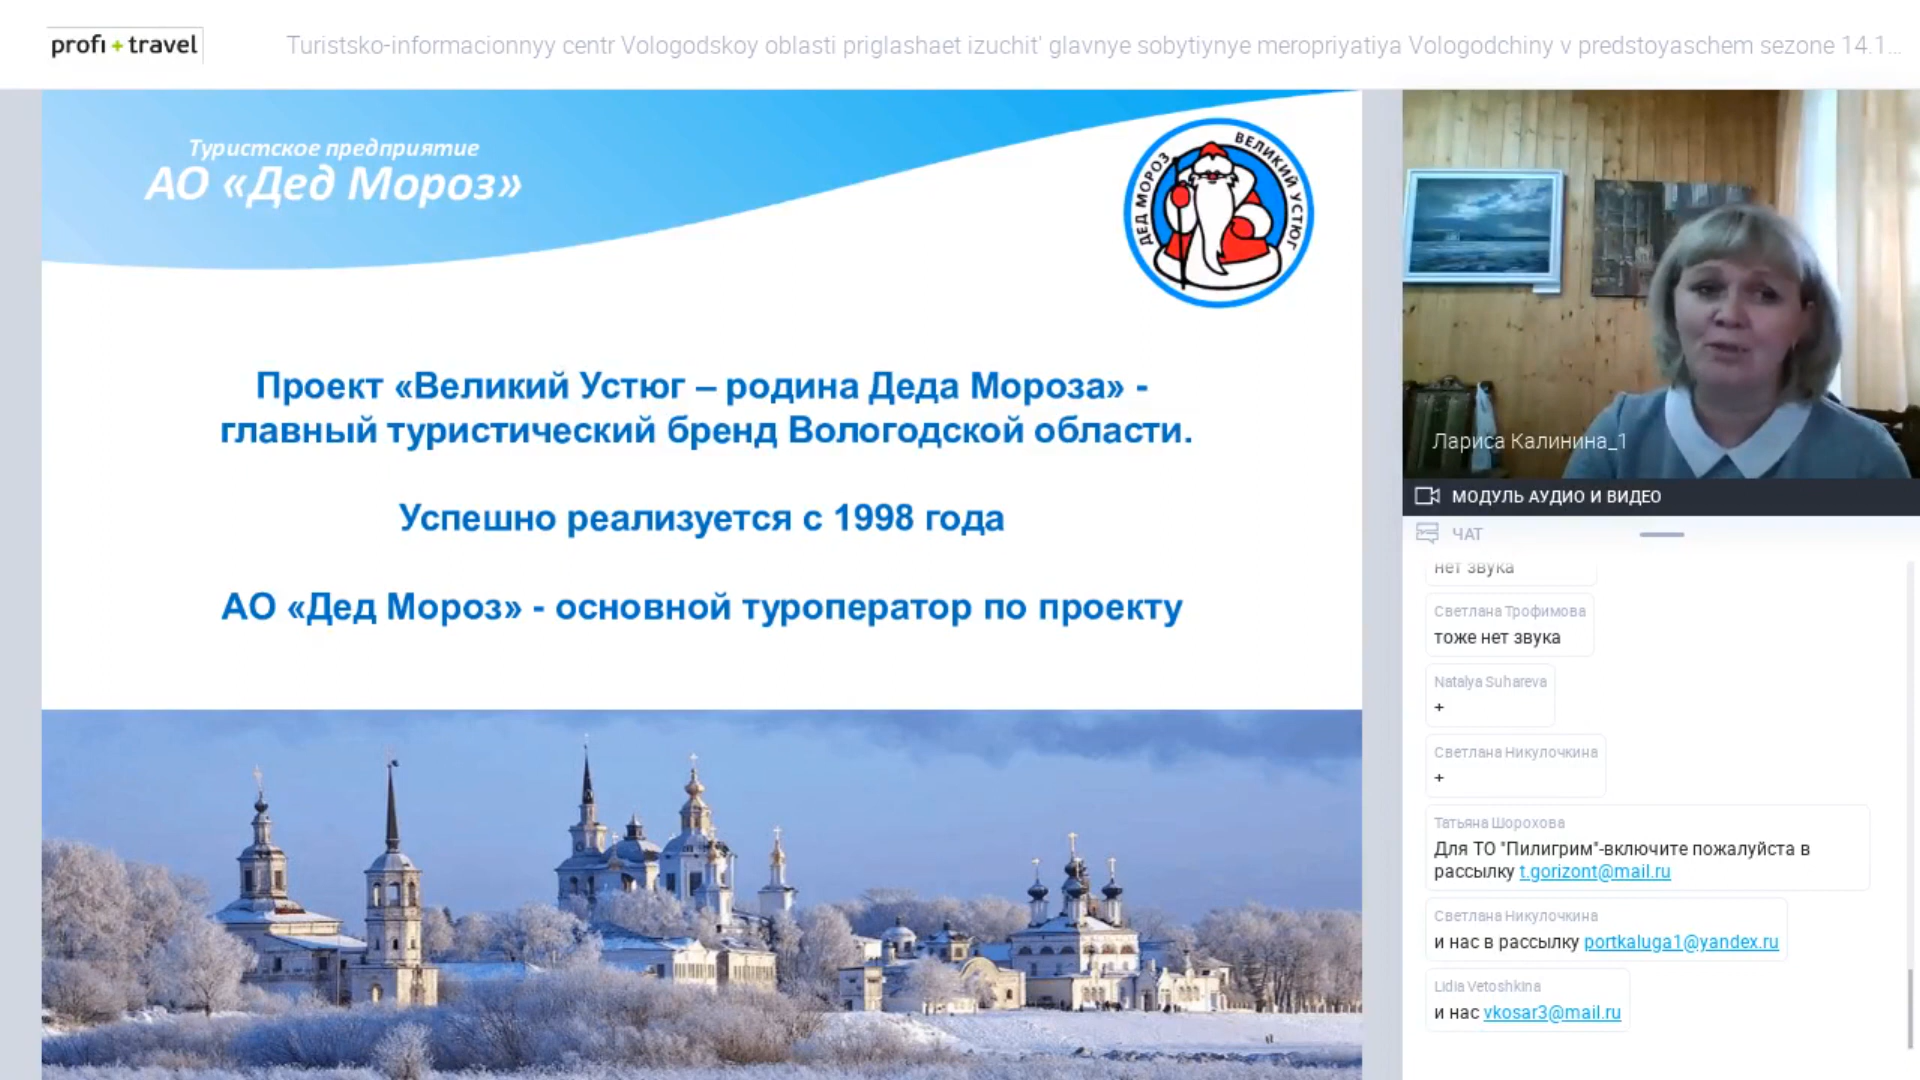 profi + travel
Turistsko-informacionnyy centr Vologodskoy oblasti priglashaet izuchit' glavnye sobytiynye meropriyatiya Vologodchiny v predstoyaschem sezone 14.1...
Туристское предприятие
АО «Дед Мороз»
ДЕД МОРОЗ ВЕЛИКИЙ УСТЮГ
Проект «Великий Устюг – родина Деда Мороза» -
главный туристический бренд Вологодской области.
Успешно реализуется с 1998 года
АО «Дед Мороз» - основной туроператор по проекту
Лариса Калинина_1
МОДУЛЬ АУДИО И ВИДЕО
ЧАТ
нет звука
Светлана Трофимова
тоже нет звука
Natalya Suhareva
+
Светлана Никулочкина
+
Татьяна Шорохова
Для ТО "Пилигрим"-включите пожалуйста в
рассылку t.gorizont@mail.ru
Светлана Никулочкина
и нас в рассылку portkaluga1@yandex.ru
Lidia Vetoshkina
и нас vkosar3@mail.ru